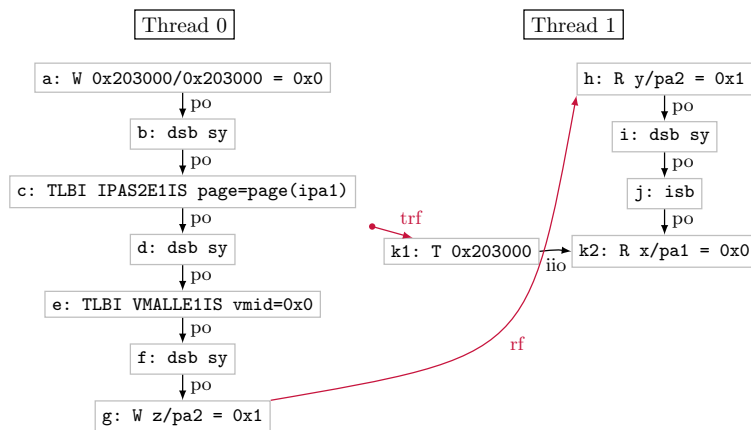 Thread 0
Thread 1
a: W 0x203000/0x203000 = 0x0
h: R y/pa2 = 0x1
po
po
b: dsb sy
i: dsb sy
po
po
c: TLBI IPAS2E1IS page=page(ipa1)
j: isb
po
trf
po
d: dsb sy
k1: T 0x203000
iio
k2: R x/pa1 = 0x0
po
e: TLBI VMALLE1IS vmid=0x0
po
rf
f: dsb sy
po
g: W z/pa2 = 0x1